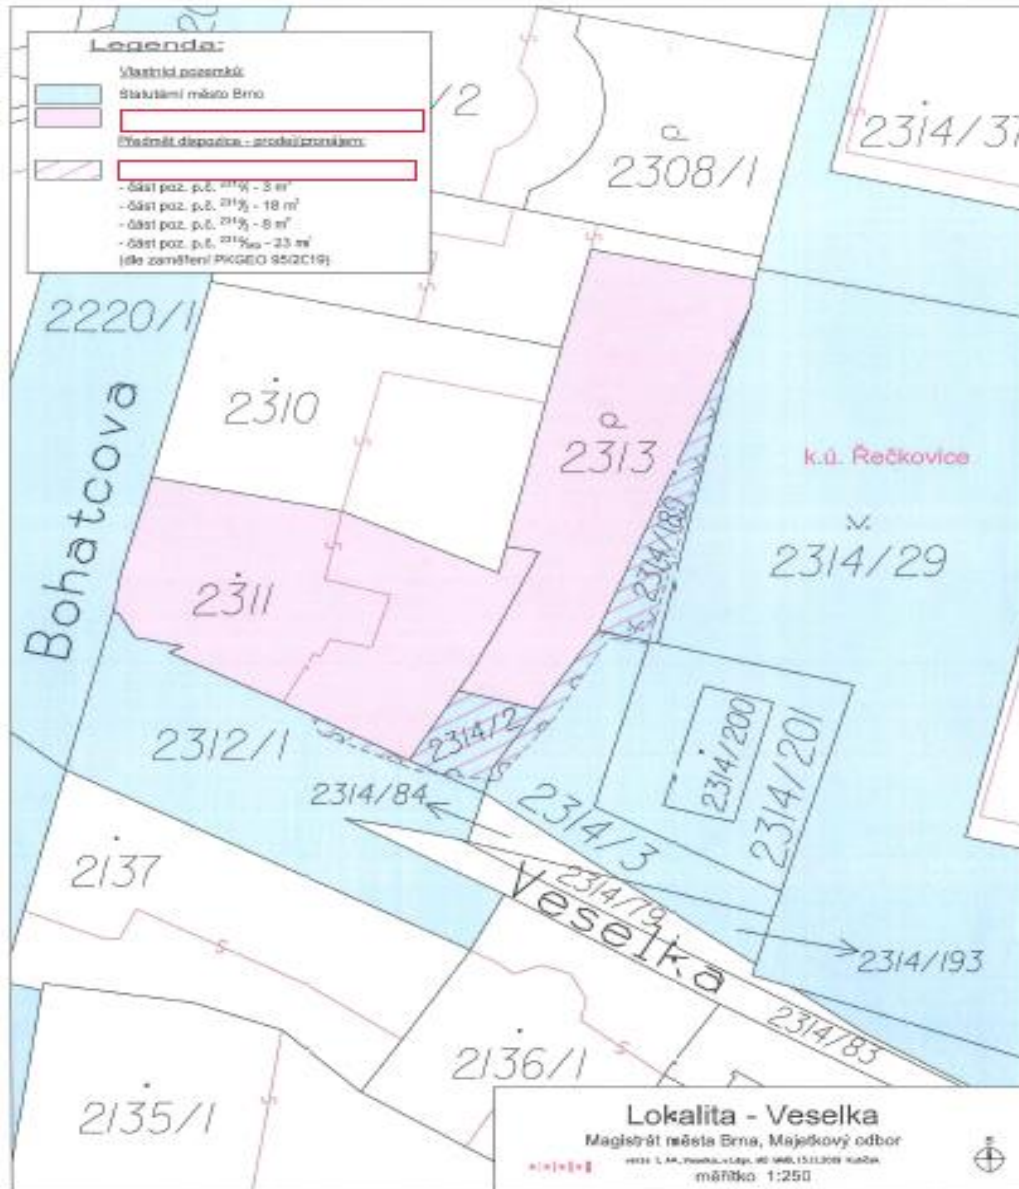 Legenda:
Vlastníci pozemků:
Statutární město Brno
Předmět dispozice - prodej/pronájem:
- část poz. p.č. - 3 m²
- část poz. p.č. - 18 m²
- část poz. p.č. - 8 m²
- část poz. p.č. - 23 m²
(dle zaměření PKGEO 95/2C19)
/2
2308/1
2314/37
2220/1
2310
2313
k.ú. Řečkovice
2314/180
2314/29
Bohatcova
2311
2314/2
2312/1
2314/200
2314/201
2314/84
2314/3
2137
2314/79
Veselka
2314/193
2314/83
2136/1
2135/1
Lokalita - Veselka
Magistrát města Brna, Majetkový odbor
měřítko 1:250